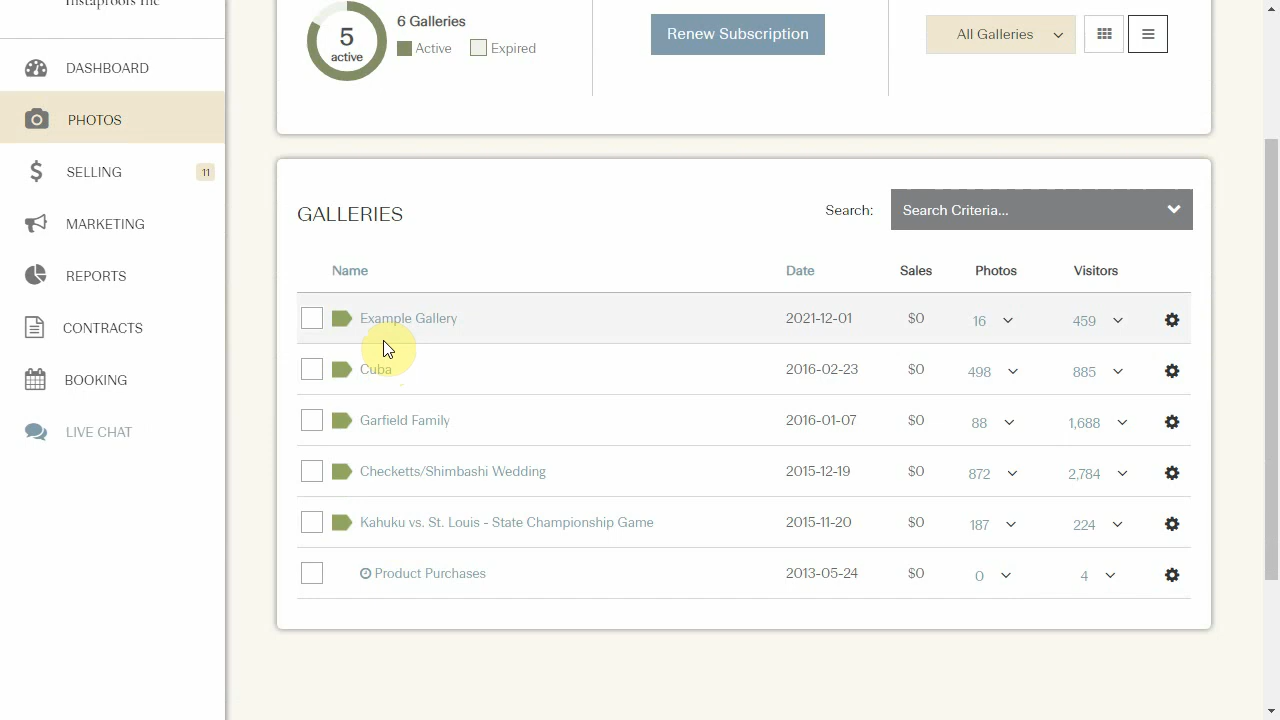 Instaproofs Inc
6 Galleries
5
active
Active
Expired
Renew Subscription
All Galleries
DASHBOARD
PHOTOS
SELLING
11
MARKETING
REPORTS
CONTRACTS
BOOKING
LIVE CHAT
GALLERIES
Search:
Search Criteria...
Name Date Sales Photos Visitors
Example Gallery 2021-12-01 $0 16 459
Cuba 2016-02-23 $0 498 885
Garfield Family 2016-01-07 $0 88 1,688
Checketts/Shimbashi Wedding 2015-12-19 $0 872 2,784
Kahuku vs. St. Louis - State Championship Game 2015-11-20 $0 187 224
Product Purchases 2013-05-24 $0 0 4